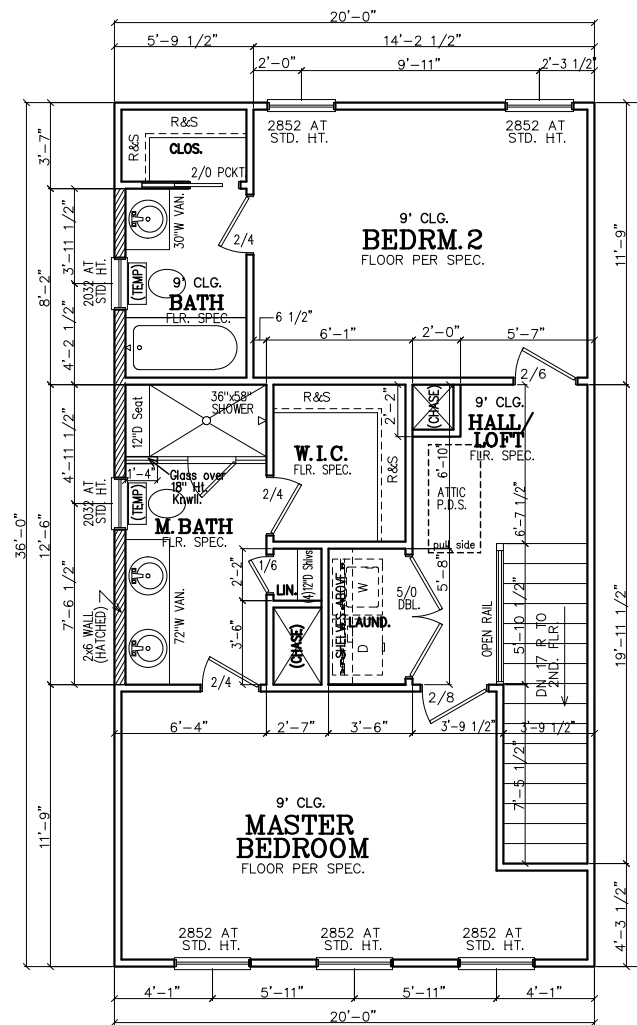 20'-0"
5'-9 1/2"
14'-2 1/2"
2'-0"
9'-11"
2'-3 1/2"
2852 AT
STD. HT.
2852 AT
STD. HT.
R&S
R&S
CLOS.
2/0 PCKT.
3'-7"
30"W VAN.
2/4
9' CLG.
BEDRM.2
FLOOR PER SPEC.
11'-9"
3'-11 1/2"
8'-2"
2032 AT
STD. HT.
(TEMP)
9' CLG.
BATH
FLR. SPEC.
4'-2 1/2"
6 1/2"
6'-1"
2'-0"
5'-7"
2/6
36"x58"
SHOWER
12"D Seat
R&S
2'-2"
(CHASE)
9' CLG.
HALL/
LOFT
FLR. SPEC.
W.I.C.
FLR. SPEC.
R&S
6'-10"
4'-11 1/2"
1'-4"
Glass over
18" Ht.
Knwll.
2/4
ATTIC
P.D.S.
pull side
6'-7 1/2"
36'-0"
12'-6"
2032 AT
STD. HT.
(TEMP)
M.BATH
FLR. SPEC.
7'-6 1/2"
2x6 WALL
(HATCHED)
72"W VAN.
2'-2"
1/6
LIN.
(4)12"D Shlvs
3'-6"
(CHASE)
SHELVES ABOVE
W
LAUND.
D
5/0
DBL.
5'-8"
OPEN RAIL
5'-10 1/2"
DN 17 R TO
2ND. FLR.
19'-11 1/2"
2/4
2/8
6'-4"
2'-7"
3'-6"
3'-9 1/2"
3'-9 1/2"
7'-5 1/2"
11'-9"
9' CLG.
MASTER
BEDROOM
FLOOR PER SPEC.
4'-3 1/2"
2852 AT
STD. HT.
2852 AT
STD. HT.
2852 AT
STD. HT.
4'-1"
5'-11"
5'-11"
4'-1"
20'-0"